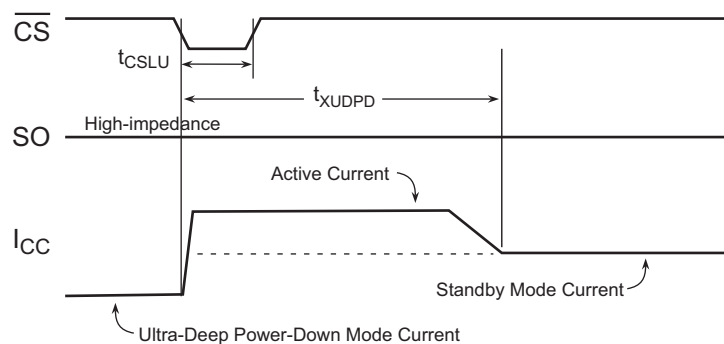 CS
tCSLU
tXUDPD
High-impedance
SO
Active Current
ICC
Standby Mode Current
Ultra-Deep Power-Down Mode Current